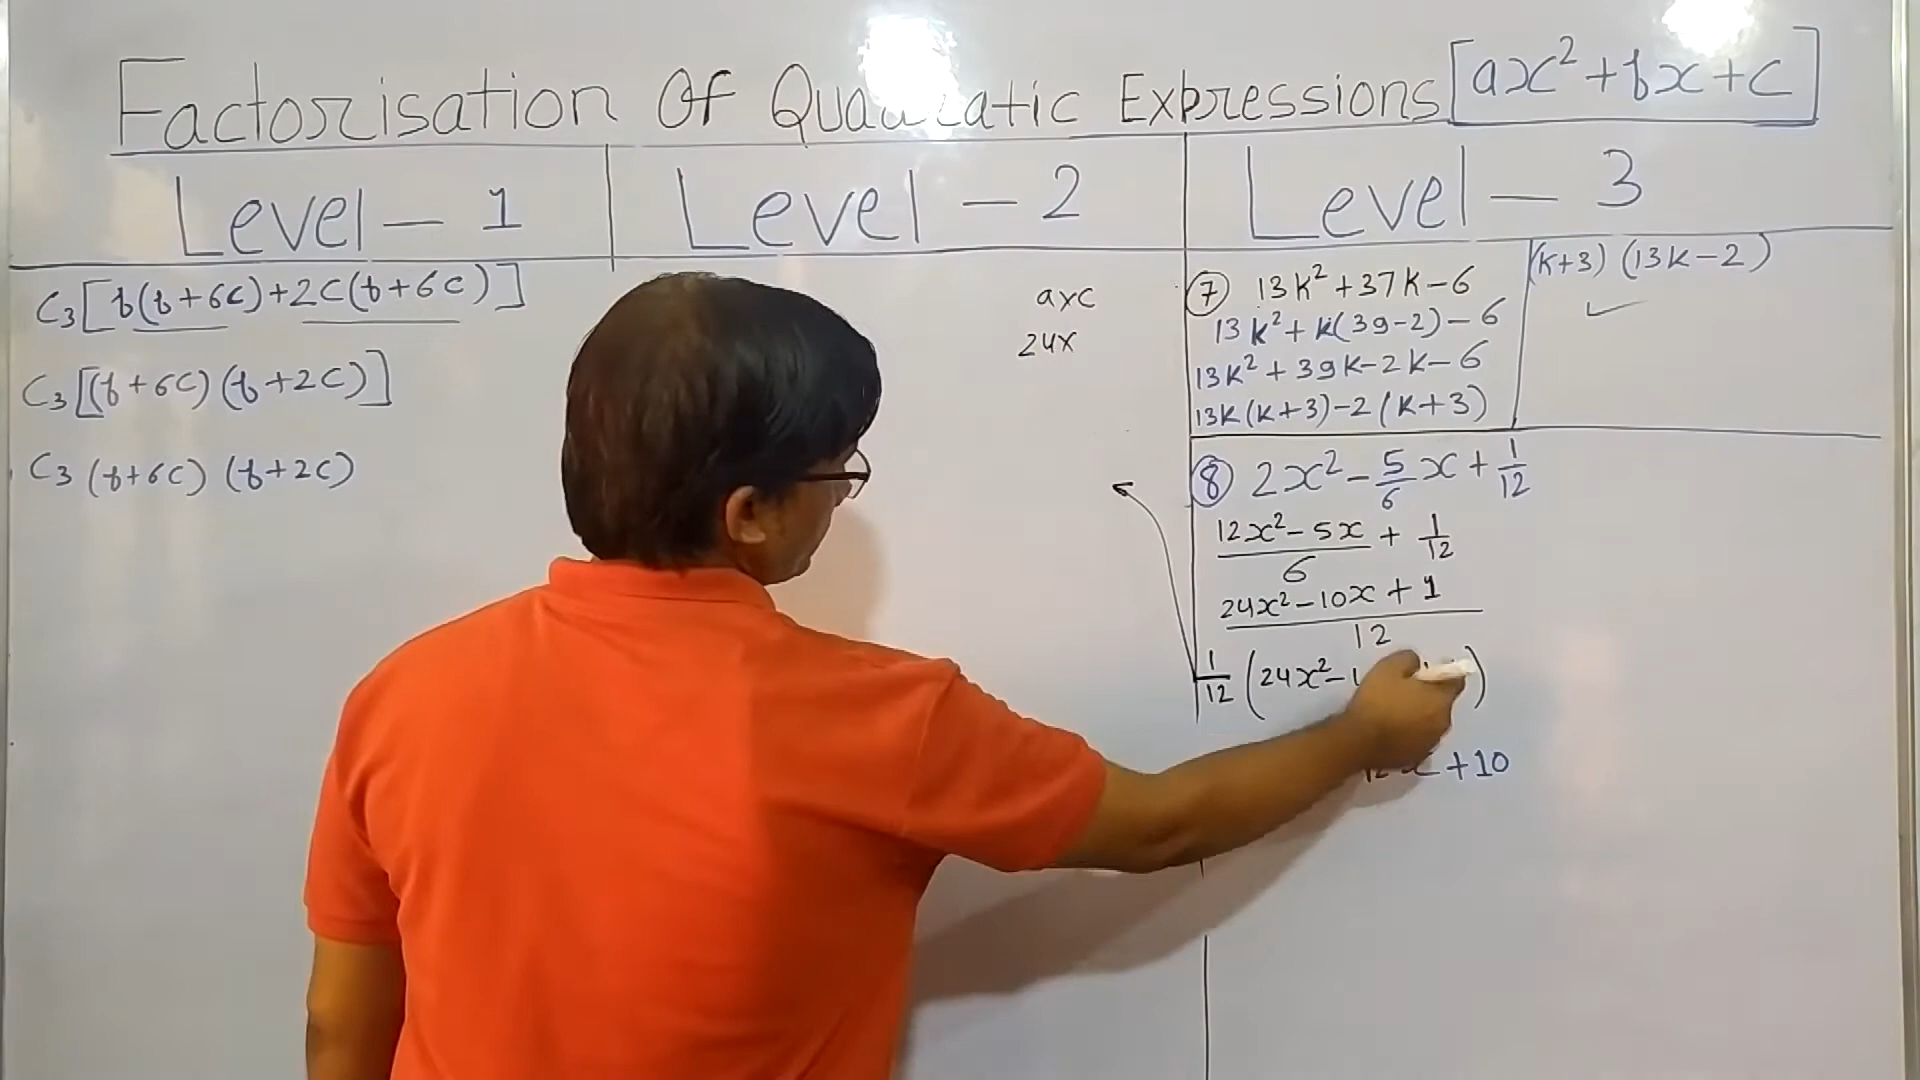 Factorisation Of Quadratic Expressions [ax² + bx + c]
Level - 1
Level - 2
Level - 3
C₃[b(b+6c)+2c(b+6c)]
C₃[(b+6c)(b+2c)]
C₃ (b+6c) (b+2c)
axc
24x
⑦ 13k² + 37k - 6
13k² + k(39-2) - 6
13k² + 39k - 2k - 6
13k(k+3) - 2(k+3)
(k+3) (13k-2)
⑧ 2x² - 5/6 x + 1/12
12x² - 5x / 6 + 1/12
24x² - 10x + 1 / 12
1/12 (24x² - 1 )
x + 10